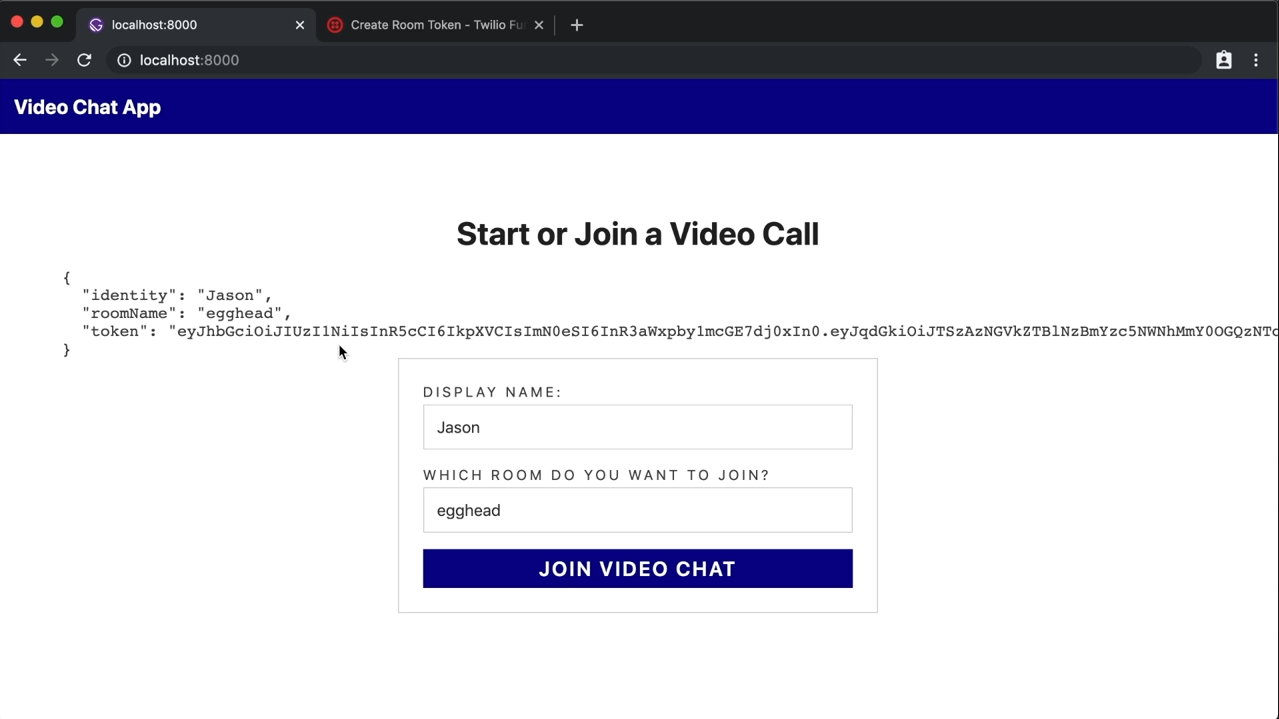 localhost:8000
Create Room Token - Twilio Fu
localhost:8000
Video Chat App
Start or Join a Video Call
{
"identity": "Jason",
"roomName": "egghead",
"token": "eyJhbGciOiJIUzI1NiIsInR5cCI6IkpXVCIsImN0eSI6InR3aWxpby1mcGE7dj0xIn0.eyJqdGkiOiJTSzAzNGVkZTBlNzBmYzc5NWNhMmY0OGQzNTc
}
DISPLAY NAME:
Jason
WHICH ROOM DO YOU WANT TO JOIN?
egghead
JOIN VIDEO CHAT